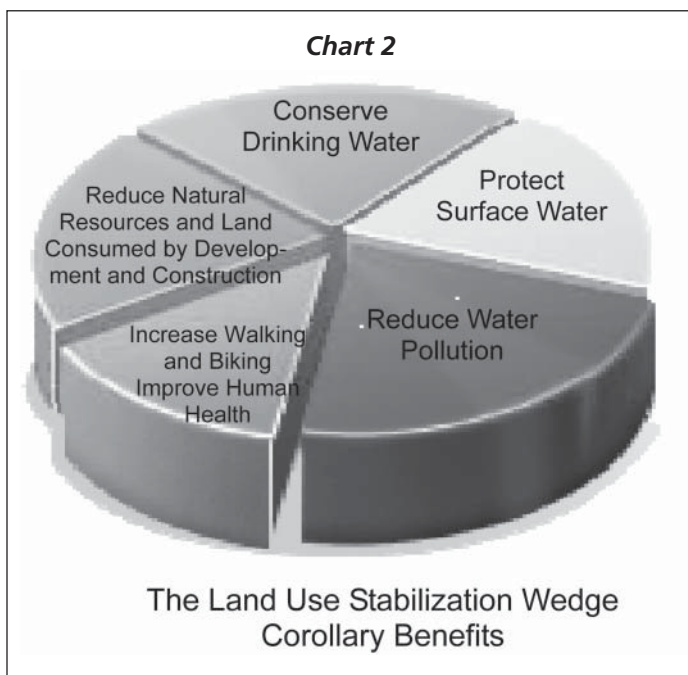 Chart 2
Conserve
Drinking Water
Protect
Surface Water
Reduce Natural
Resources and Land
Consumed by Develop-
ment and Construction
Increase Walking
and Biking
Improve Human
Health
Reduce Water
Pollution
The Land Use Stabilization Wedge
Corollary Benefits